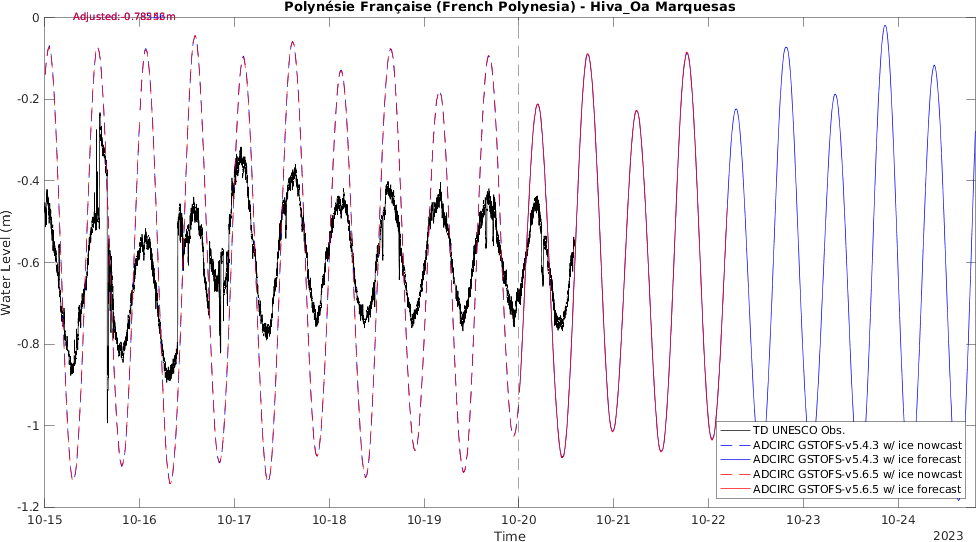 Polynésie Française (French Polynesia) - Hiva_Oa Marquesas
Adjusted:
0
-0.2
-0.4
-0.6
-0.8
-1
-1.2
Water Level (m)
10-15 10-16 10-17 10-18 10-19 10-20 10-21 10-22 10-23 10-24
Time
2023
TD UNESCO Obs.
ADCIRC GSTOFS-v5.4.3 w/ ice nowcast
ADCIRC GSTOFS-v5.4.3 w/ ice forecast
ADCIRC GSTOFS-v5.6.5 w/ ice nowcast
ADCIRC GSTOFS-v5.6.5 w/ ice forecast